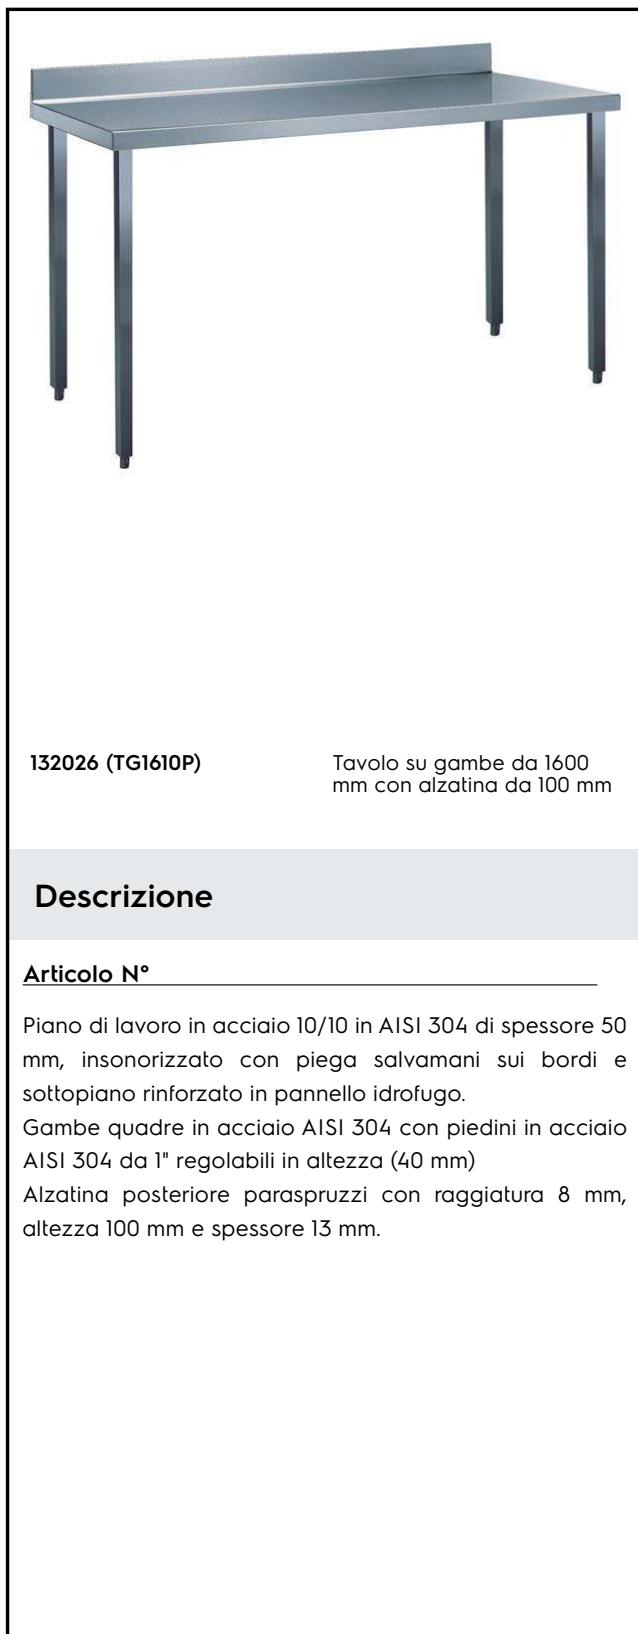 132026 (TG1610P)
Tavolo su gambe da 1600
mm con alzatina da 100 mm
Descrizione
Articolo N°
Piano di lavoro in acciaio 10/10 in AISI 304 di spessore 50
mm, insonorizzato con piega salvamani sui bordi e
sottopiano rinforzato in pannello idrofugo.
Gambe quadre in acciaio AISI 304 con piedini in acciaio
AISI 304 da 1" regolabili in altezza (40 mm)
Alzatina posteriore paraspruzzi con raggiatura 8 mm,
altezza 100 mm e spessore 13 mm.